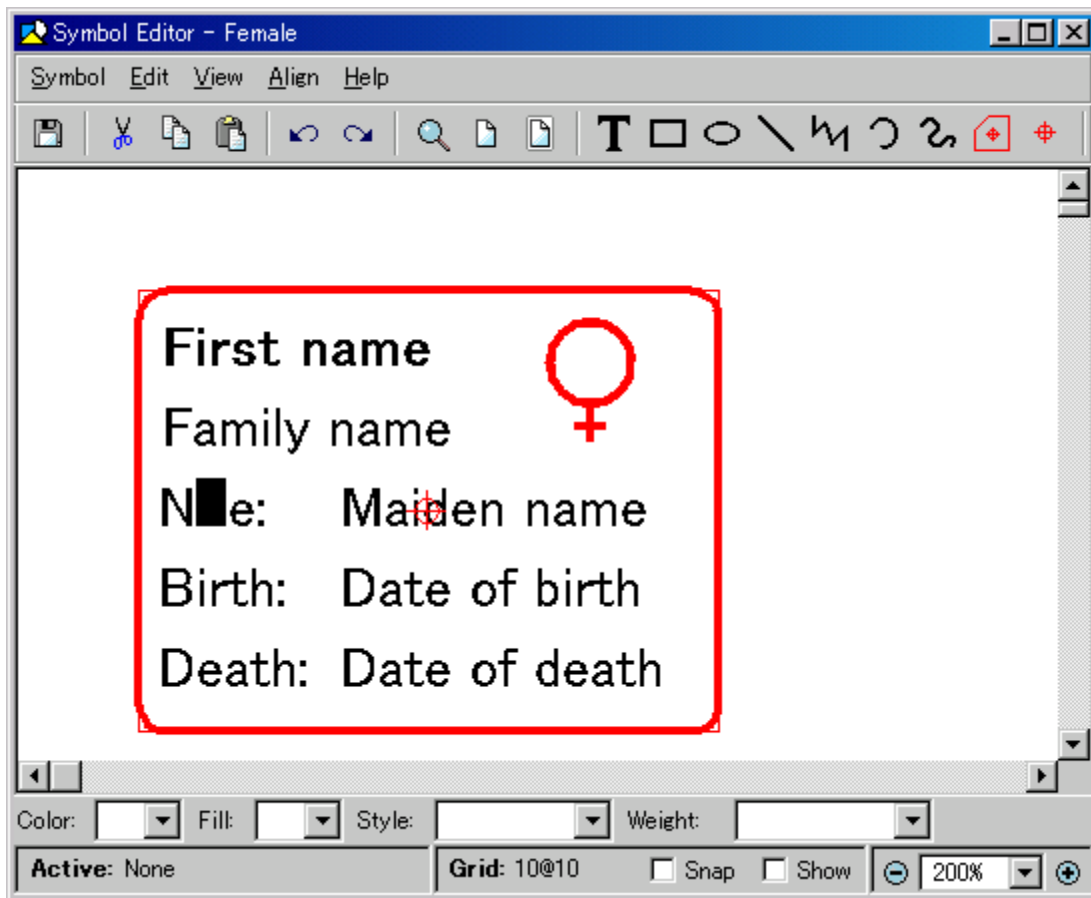 Symbol Editor - Female
Symbol Edit View Align Help
T
First name
Family name
N█e: Maiden name
Birth: Date of birth
Death: Date of death
Color: Fill: Style: Weight:
Active: None Grid: 10@10 Snap Show 200%